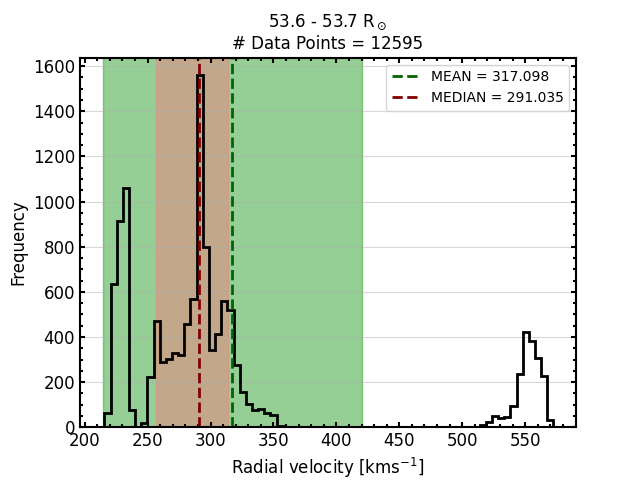 53.6 - 53.7 R⊙
# Data Points = 12595
MEAN = 317.098
MEDIAN = 291.035
Frequency
1600
1400
1200
1000
800
600
400
200
0
200 250 300 350 400 450 500 550
Radial velocity [kms⁻¹]